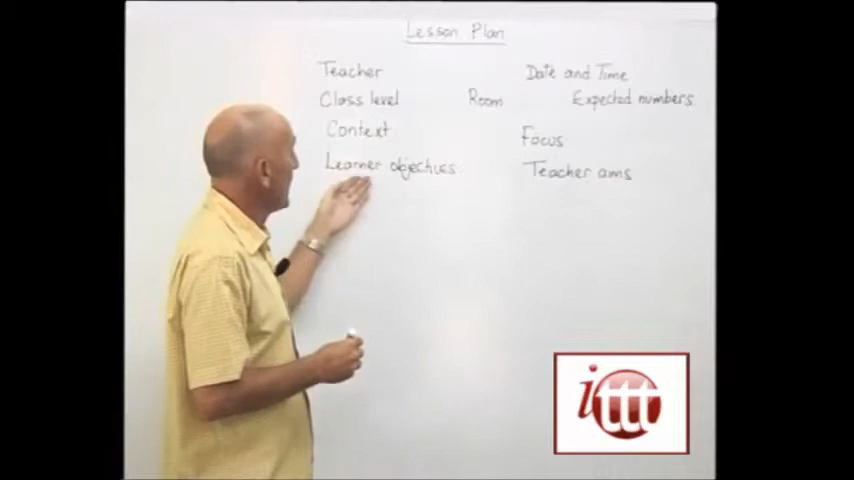 Lesson Plan
Teacher Date and Time
Class level Room Expected numbers
Context Focus
Learner objectives Teacher aims
ittt